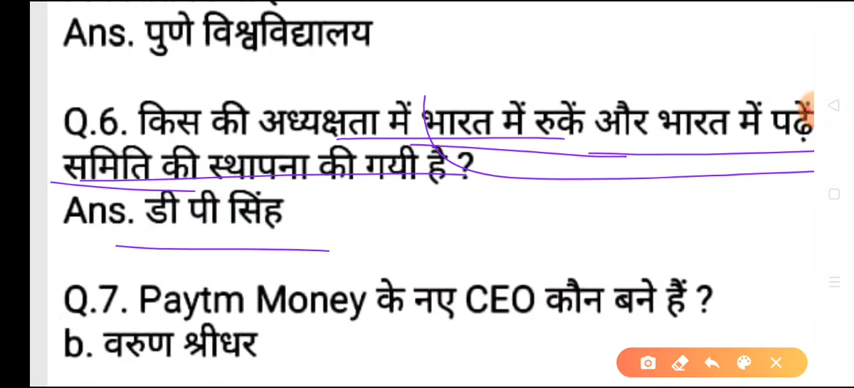 Ans. पुणे विश्वविद्यालय
Q.6. किस की अध्यक्षता में भारत में रुकें और भारत में पढ़ें
समिति की स्थापना की गयी है ?
Ans. डी पी सिंह
Q.7. Paytm Money के नए CEO कौन बने हैं ?
b. वरुण श्रीधर